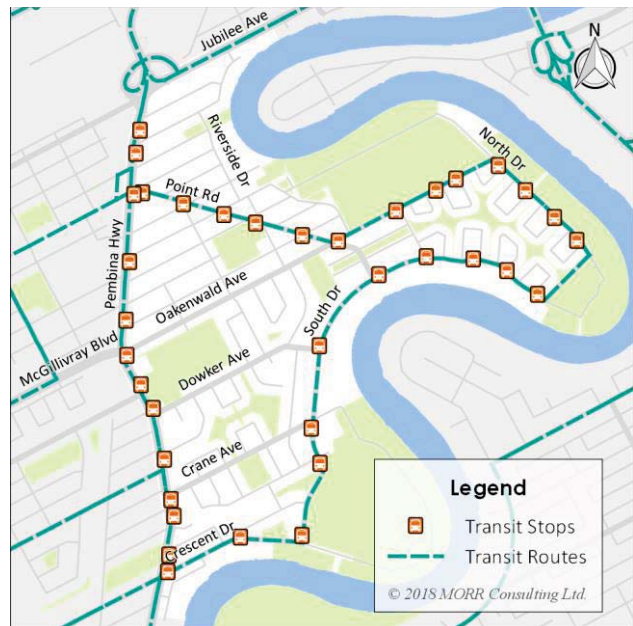 Jubilee Ave
N
Riverside Dr
North Dr
Point Rd
Pembina Hwy
Oakenwald Ave
South Dr
McGillivray Blvd
Dowker Ave
Crane Ave
Crescent Dr
Legend
Transit Stops
Transit Routes
© 2018 MORR Consulting Ltd.